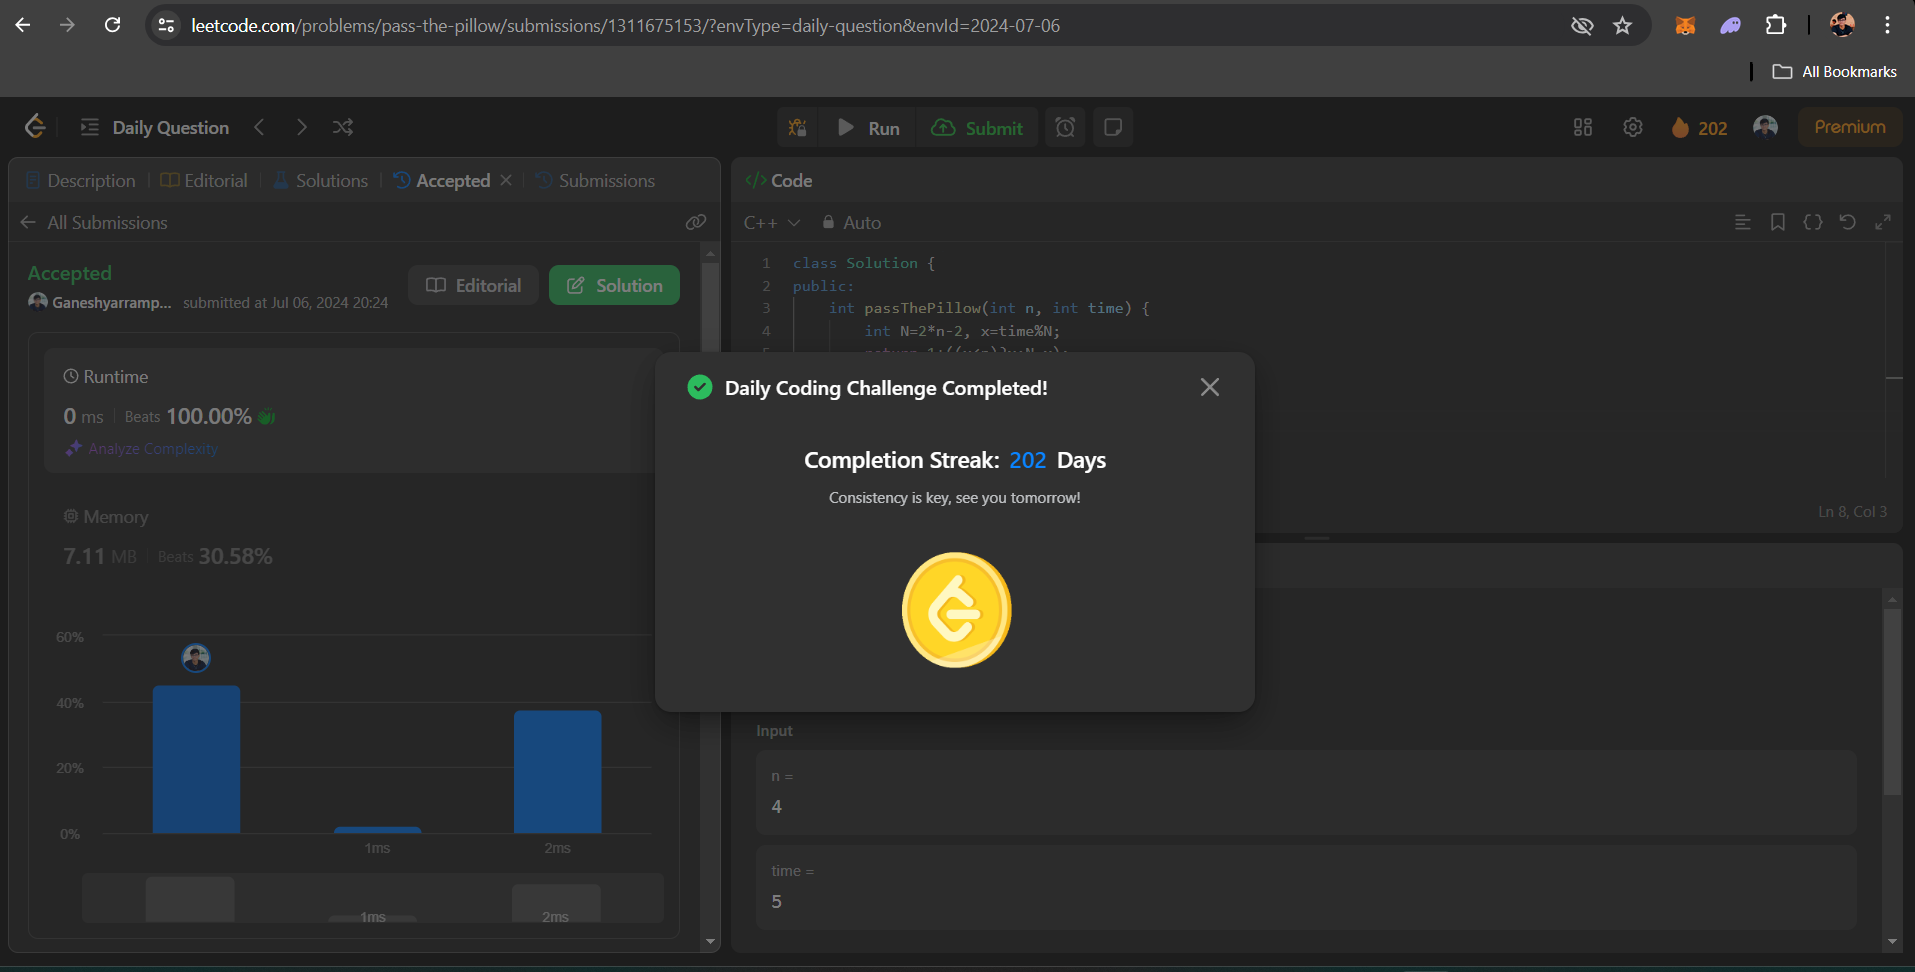 leetcode.com/problems/pass-the-pillow/submissions/1311675153/?envType=daily-question&envId=2024-07-06
All Bookmarks
Daily Question
Run
Submit
202
Premium
Description
Editorial
Solutions
Accepted
Submissions
All Submissions
Accepted
Ganeshyarramp... submitted at Jul 06, 2024 20:24
Editorial
Solution
Runtime
0 ms Beats 100.00%
Analyze Complexity
Memory
7.11 MB Beats 30.58%
60%
40%
20%
0%
1ms 2ms
1ms 2ms
</> Code
C++ Auto
1 class Solution {
2 public:
3 int passThePillow(int n, int time) {
4 int N=2*n-2, x=time%N;
Daily Coding Challenge Completed!
Completion Streak: 202 Days
Consistency is key, see you tomorrow!
Ln 8, Col 3
Input
n =
4
time =
5